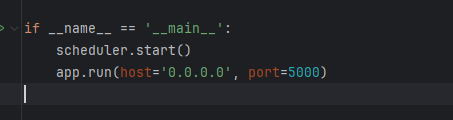 if __name__ == '__main__':
    scheduler.start()
    app.run(host='0.0.0.0', port=5000)